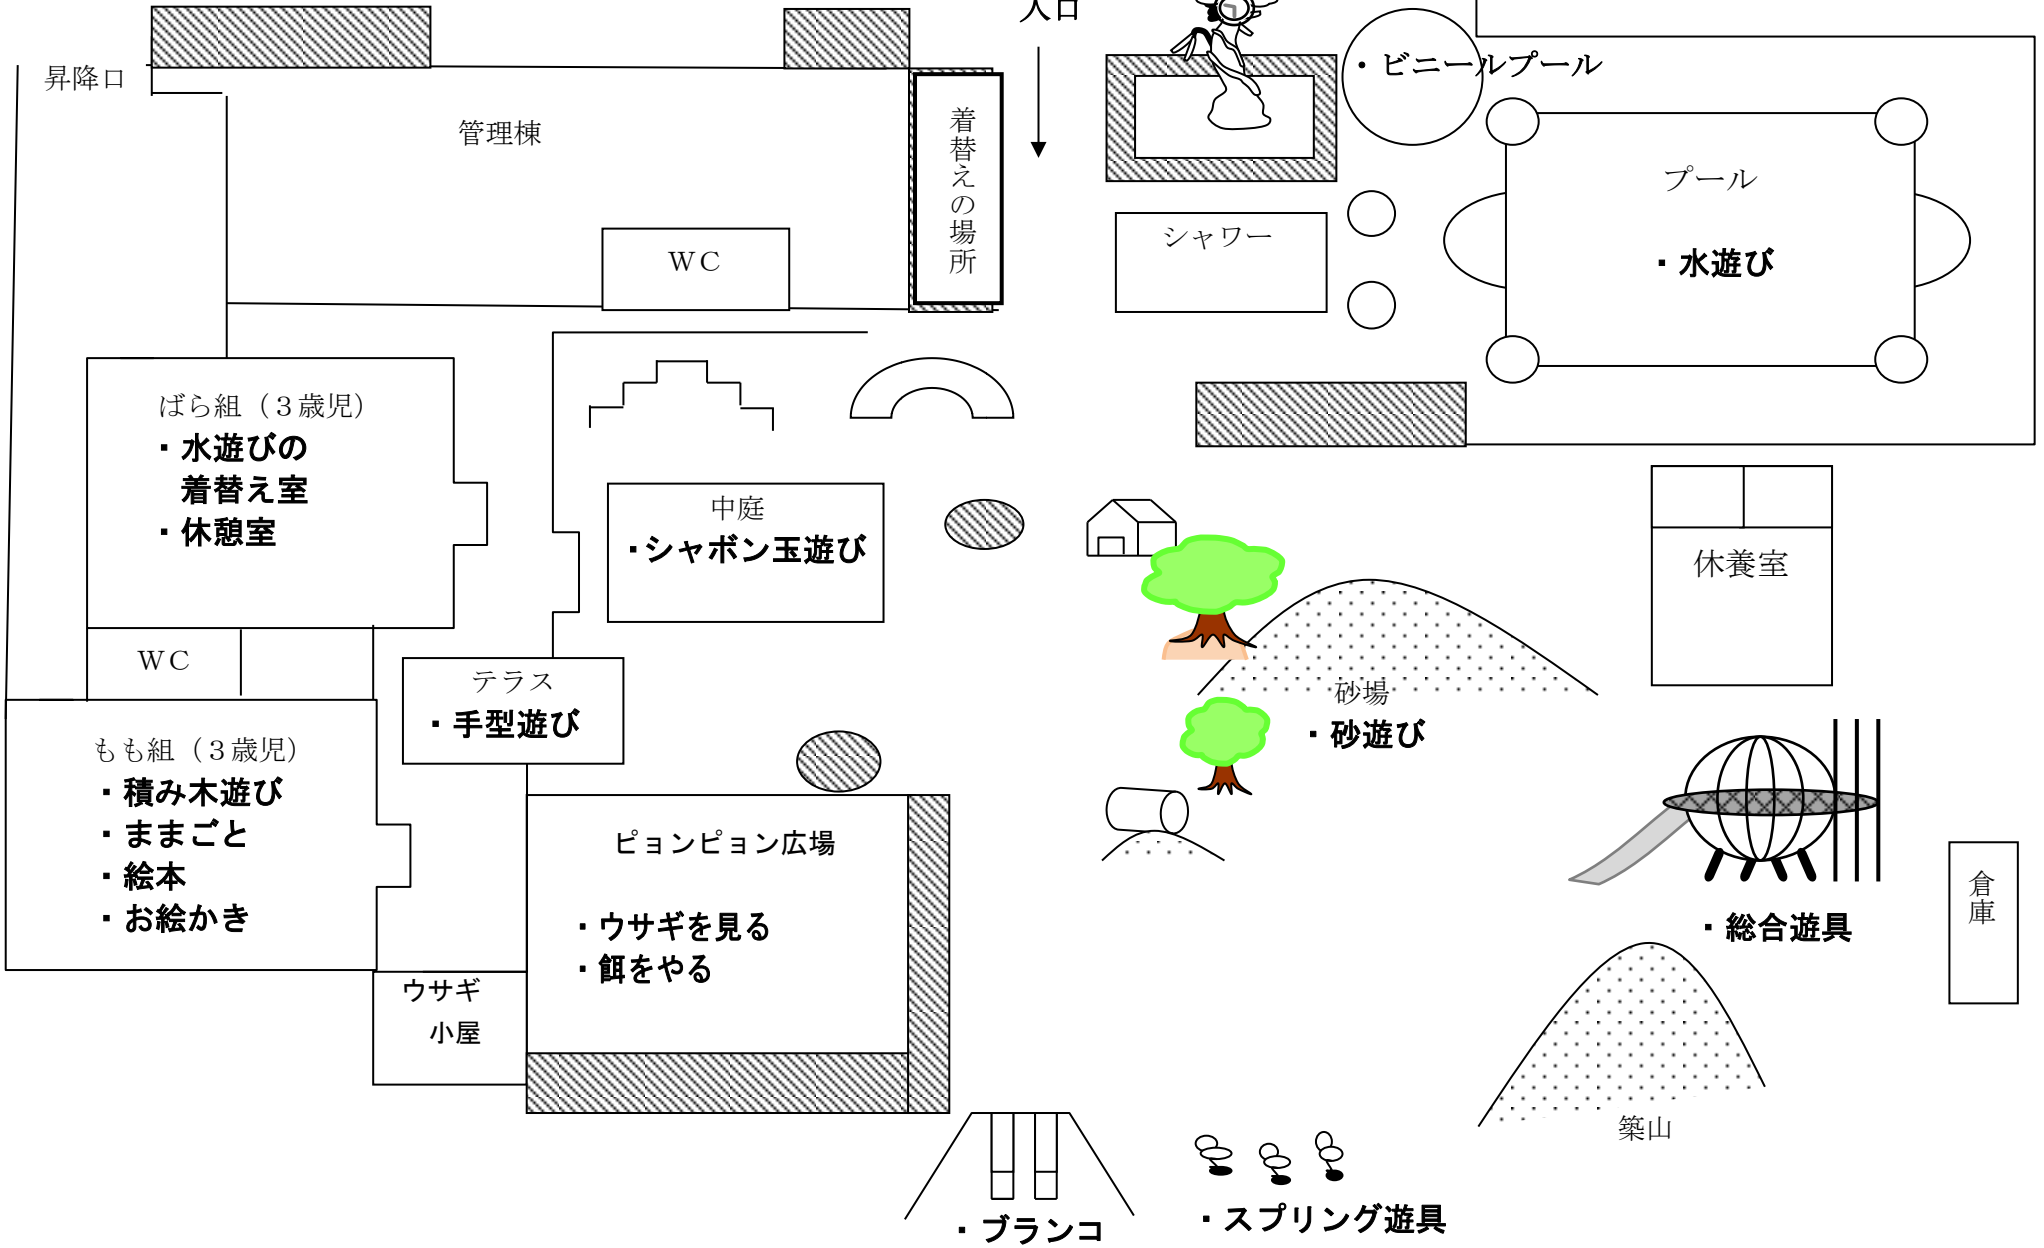 入口
昇降口
管理棟
着替えの場所
・ビニールプール
プール
・水遊び
シャワー
ＷＣ
ばら組（３歳児）
・水遊びの
着替え室
・休憩室
中庭
・シャボン玉遊び
休養室
ＷＣ
テラス
・手型遊び
砂場
・砂遊び
もも組（３歳児）
・積み木遊び
・ままごと
・絵本
・お絵かき
ピョンピョン広場
・ウサギを見る
・餌をやる
・総合遊具
倉庫
ウサギ
小屋
築山
・ブランコ
・スプリング遊具